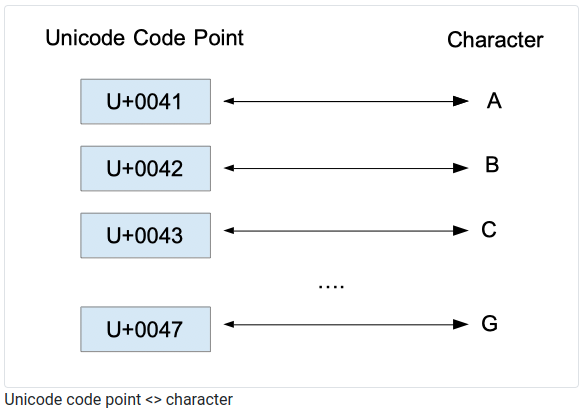 Unicode Code Point Character
U+0041 A
U+0042 B
U+0043 C
....
U+0047 G
Unicode code point <> character